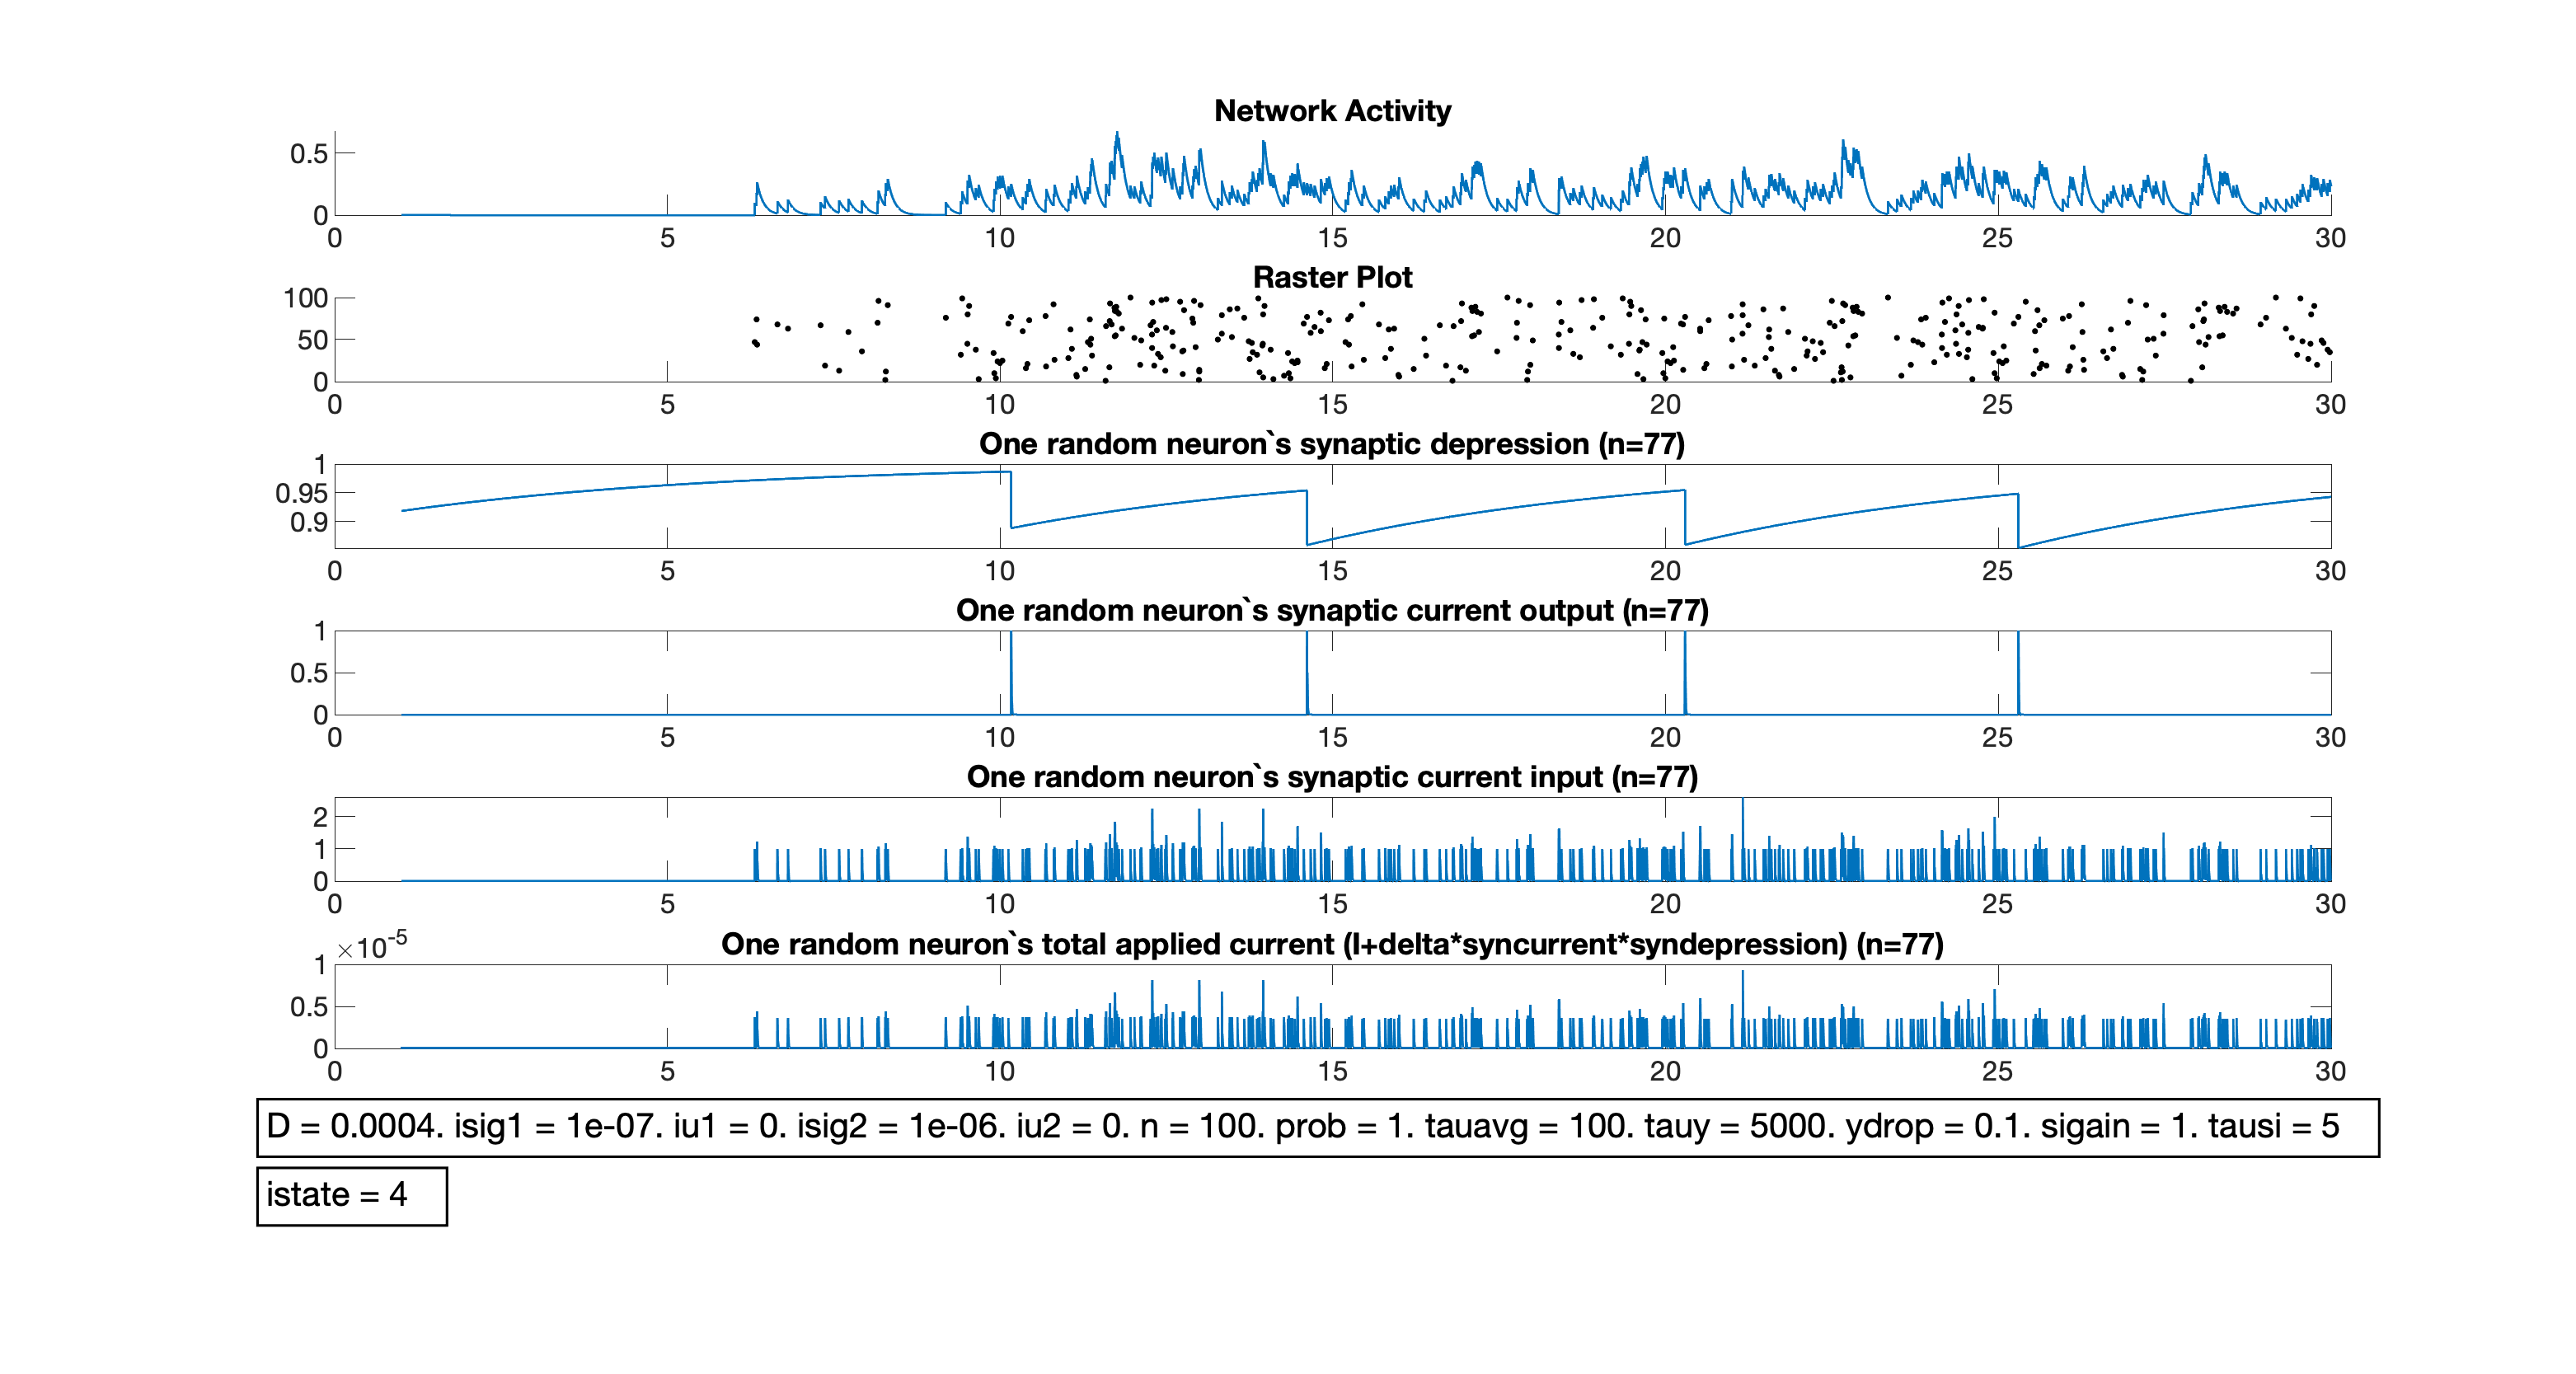 Network Activity
0.5
0
0 5 10 15 20 25 30
Raster Plot
100
50
0
0 5 10 15 20 25 30
One random neuron`s synaptic depression (n=77)
1
0.95
0.9
0 5 10 15 20 25 30
One random neuron`s synaptic current output (n=77)
1
0.5
0
0 5 10 15 20 25 30
One random neuron`s synaptic current input (n=77)
2
1
0
0 5 10 15 20 25 30
×10^-5
One random neuron`s total applied current (I+delta*syncurrent*syndepression) (n=77)
1
0.5
0
0 5 10 15 20 25 30
D = 0.0004. isig1 = 1e-07. iu1 = 0. isig2 = 1e-06. iu2 = 0. n = 100. prob = 1. tauavg = 100. tauy = 5000. ydrop = 0.1. sigain = 1. tausi = 5
istate = 4